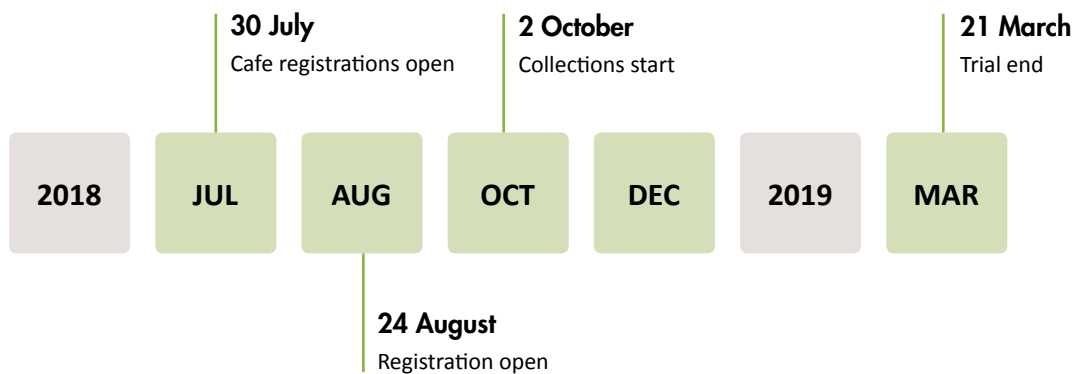 30 July
Cafe registrations open
2 October
Collections start
21 March
Trial end
2018
JUL
AUG
OCT
DEC
2019
MAR
24 August
Registration open